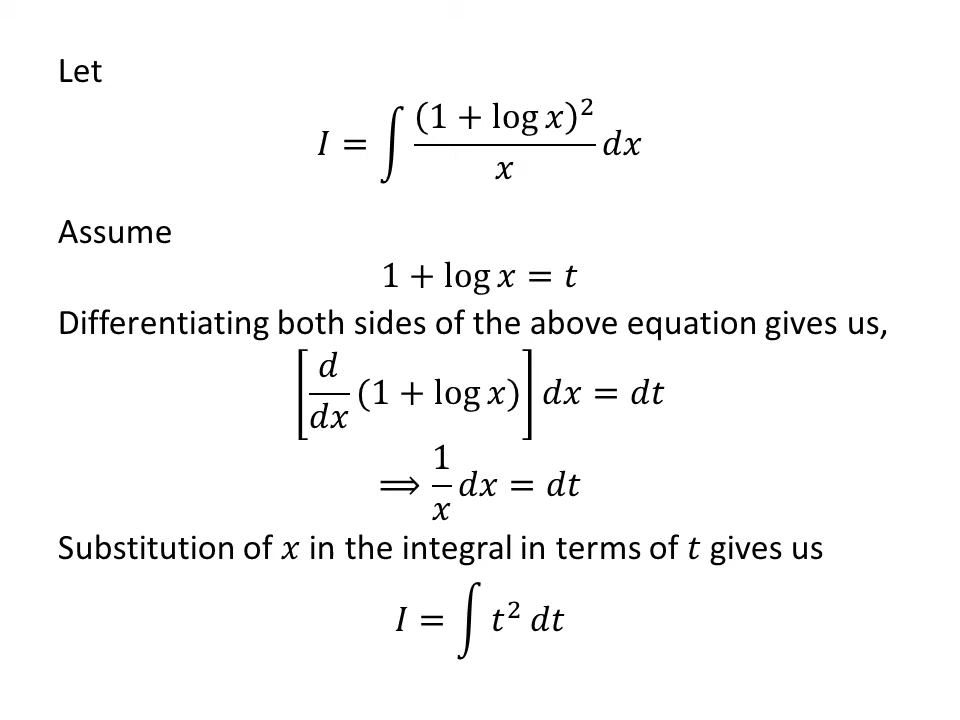 Let
𝐼 = ∫ (1 + log 𝑥)² / 𝑥 𝑑𝑥
Assume
1 + log 𝑥 = 𝑡
Differentiating both sides of the above equation gives us,
[𝑑/𝑑𝑥 (1 + log 𝑥)] 𝑑𝑥 = 𝑑𝑡
⟹ 1/𝑥 𝑑𝑥 = 𝑑𝑡
Substitution of 𝑥 in the integral in terms of 𝑡 gives us
𝐼 = ∫ 𝑡² 𝑑𝑡